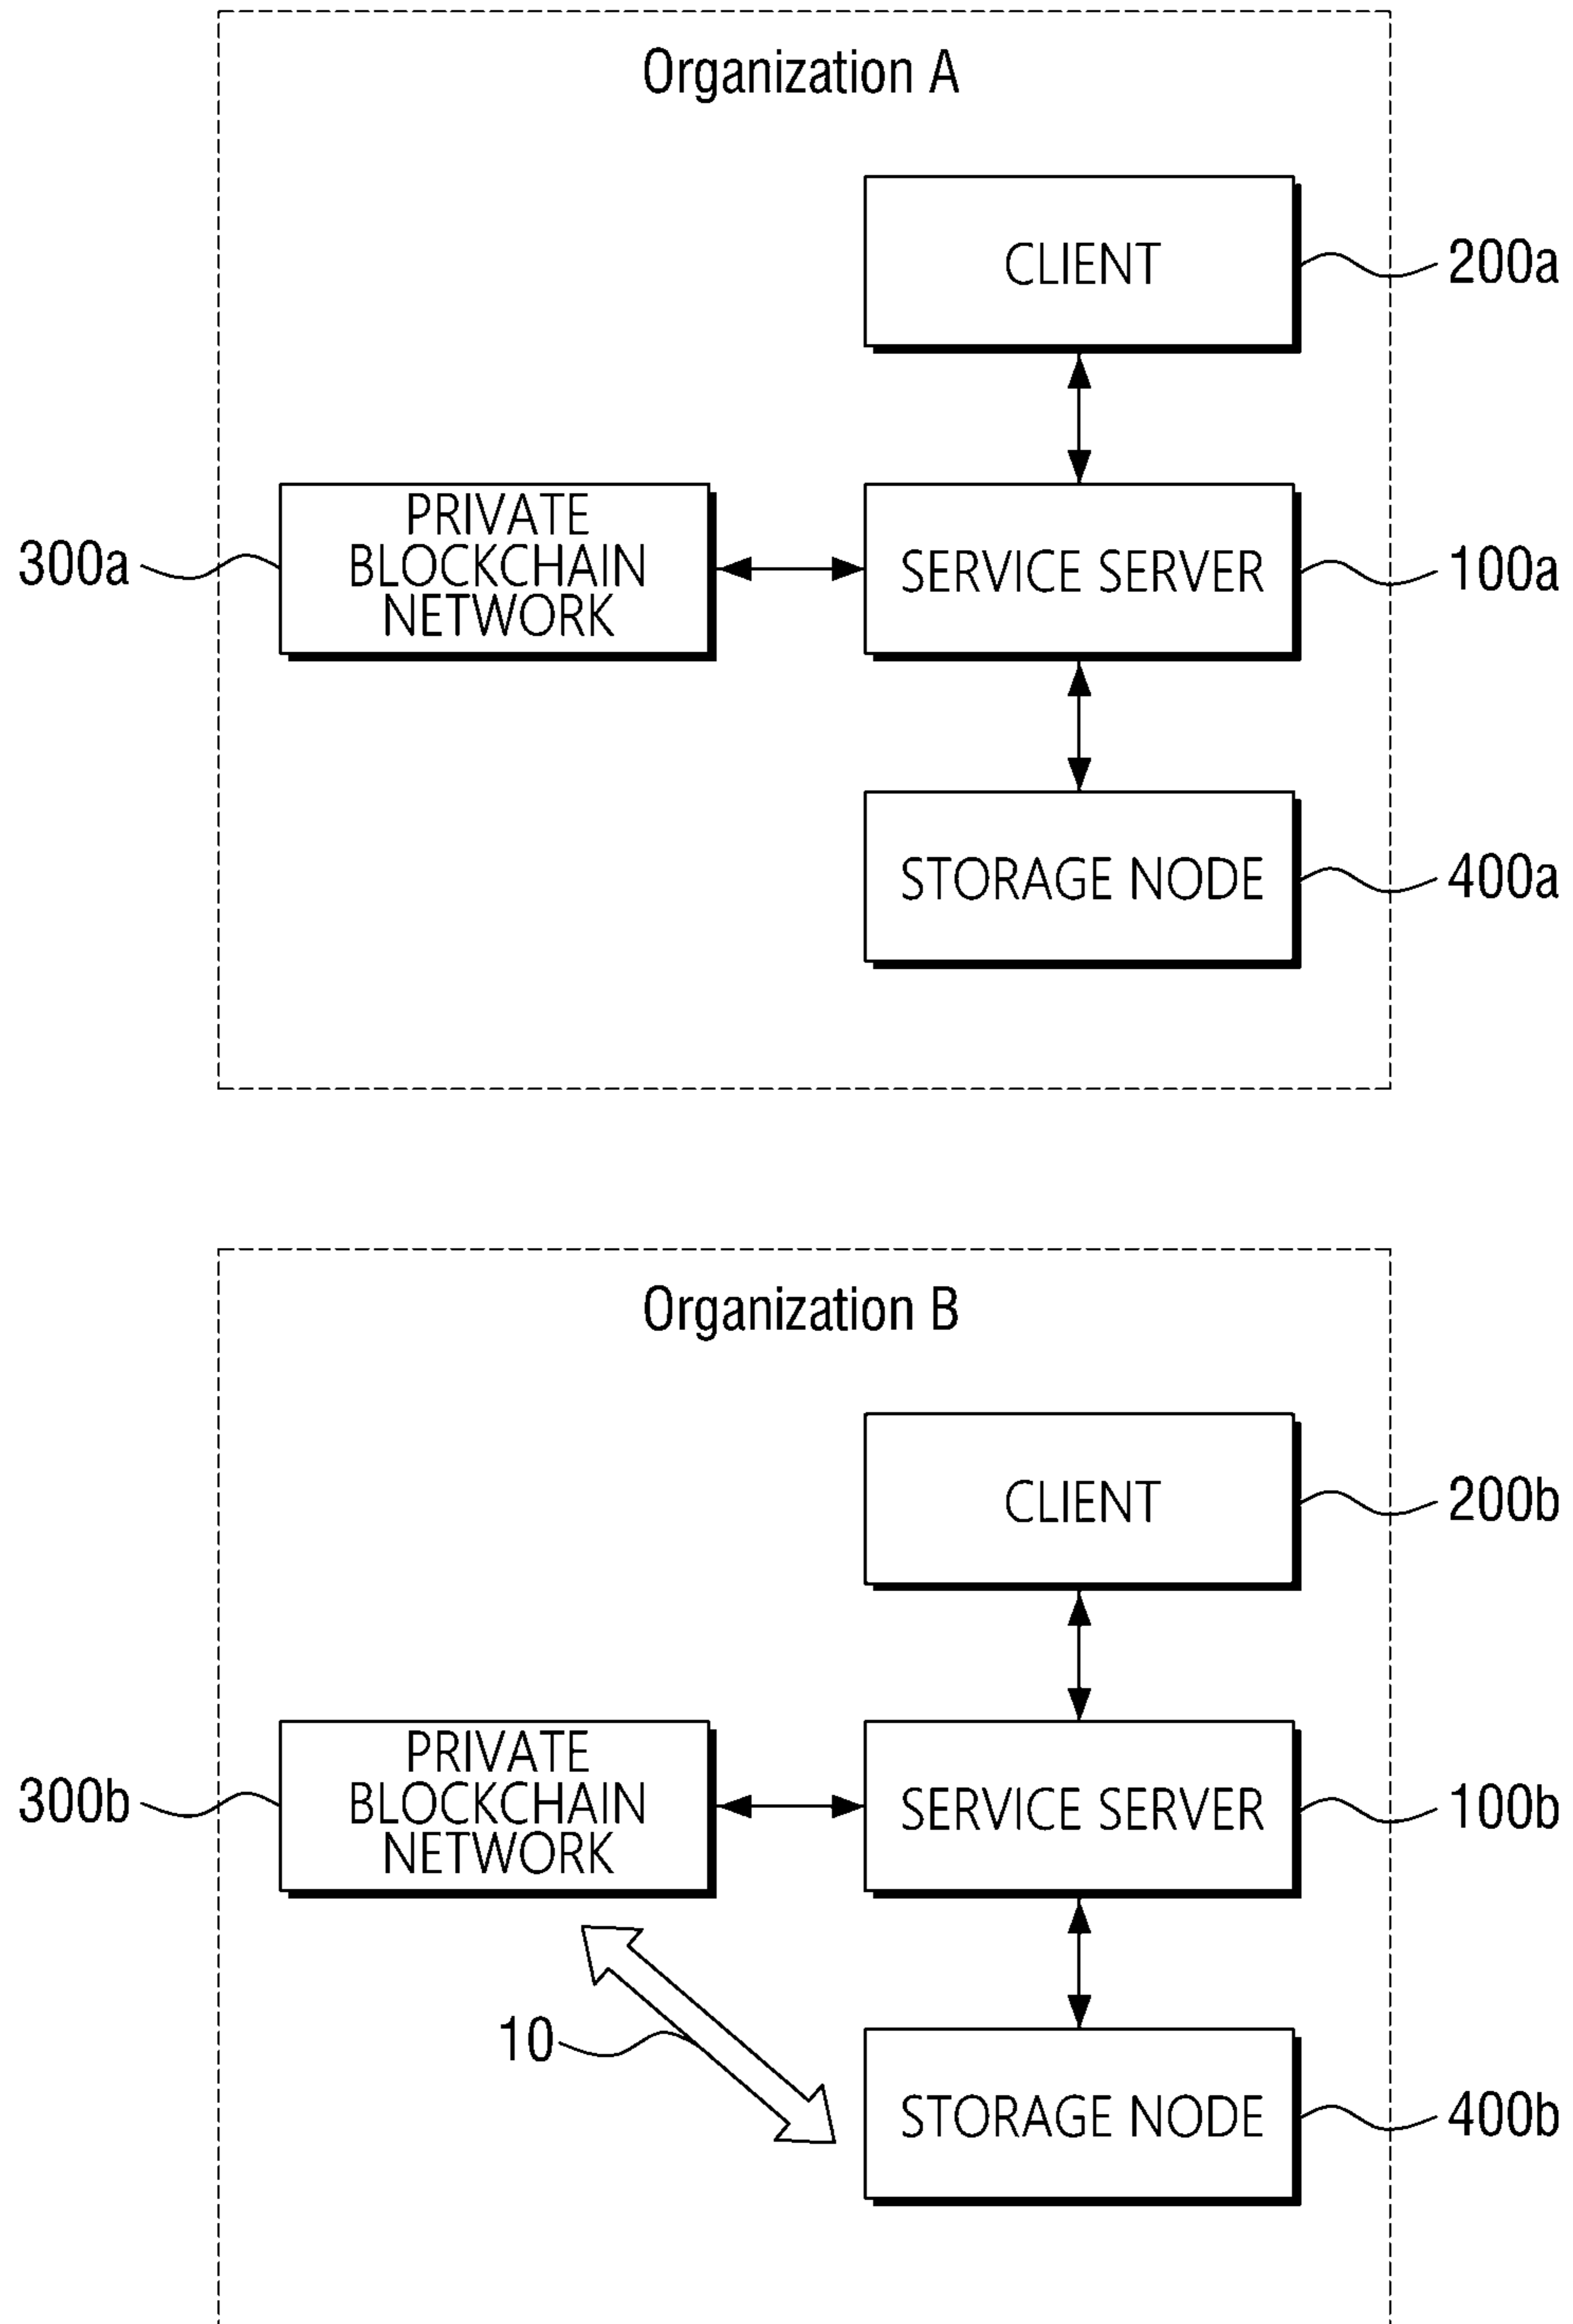 Organization A
CLIENT
200a
PRIVATE
BLOCKCHAIN
NETWORK
300a
SERVICE SERVER
100a
STORAGE NODE
400a
Organization B
CLIENT
200b
PRIVATE
BLOCKCHAIN
NETWORK
300b
SERVICE SERVER
100b
10
STORAGE NODE
400b